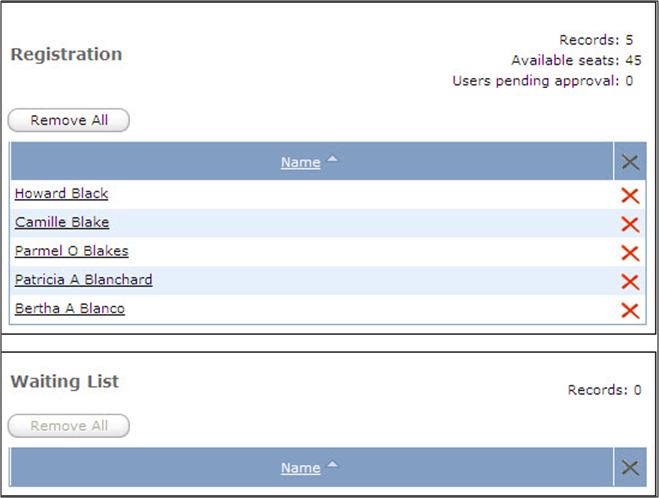 Registration
Records: 5
Available seats: 45
Users pending approval: 0
Remove All
Name
Howard Black
Camille Blake
Parmel O Blakes
Patricia A Blanchard
Bertha A Blanco
Waiting List
Records: 0
Remove All
Name